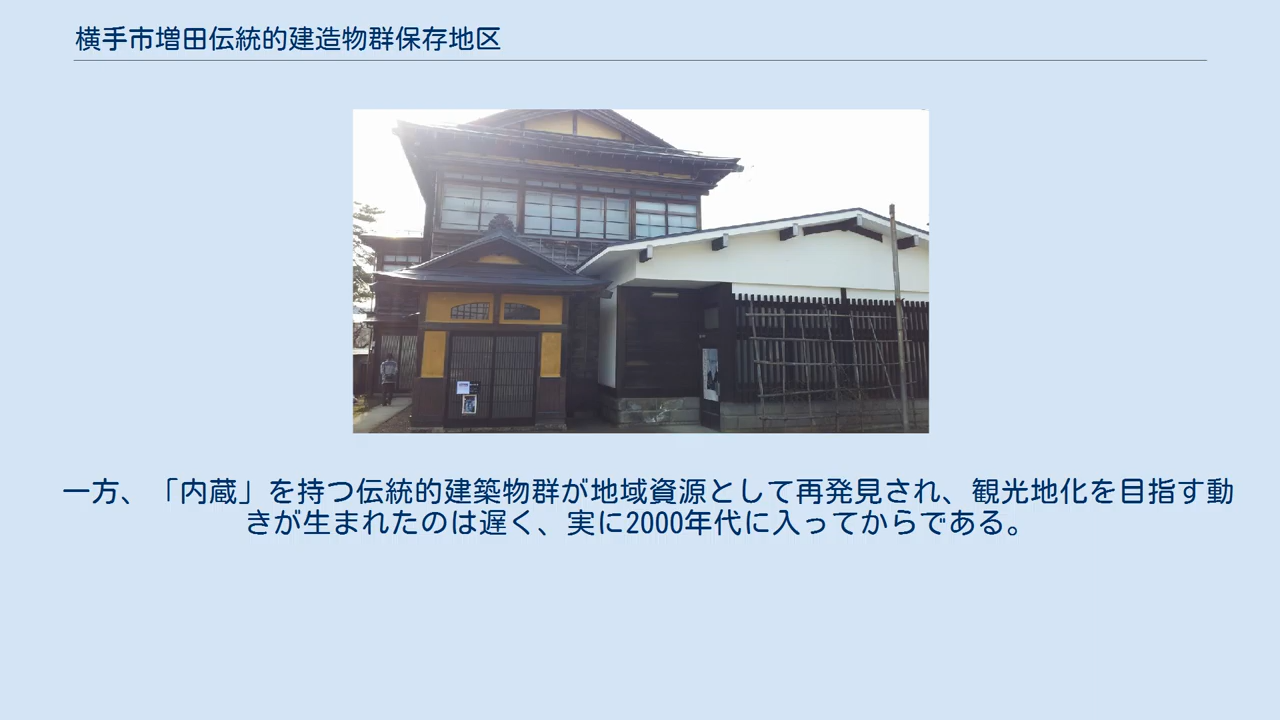 横手市増田伝統的建造物群保存地区
一方、「内蔵」を持つ伝統的建築物群が地域資源として再発見され、観光地化を目指す動
きが生まれたのは遅く、実に2000年代に入ってからである。